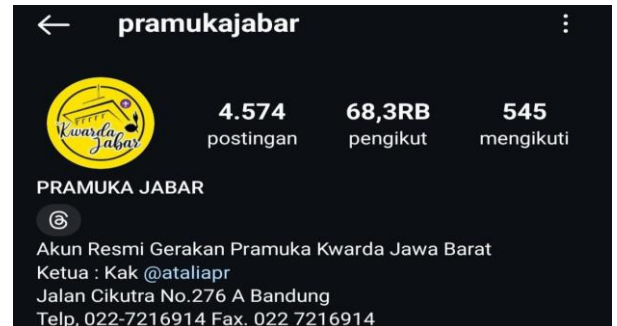 pramukajabar
Kwarda
Jabar
4.574 68,3RB 545
postingan pengikut mengikuti
PRAMUKA JABAR
Akun Resmi Gerakan Pramuka Kwarda Jawa Barat
Ketua : Kak @ataliapr
Jalan Cikutra No.276 A Bandung
Telp. 022-7216914 Fax. 022 7216914